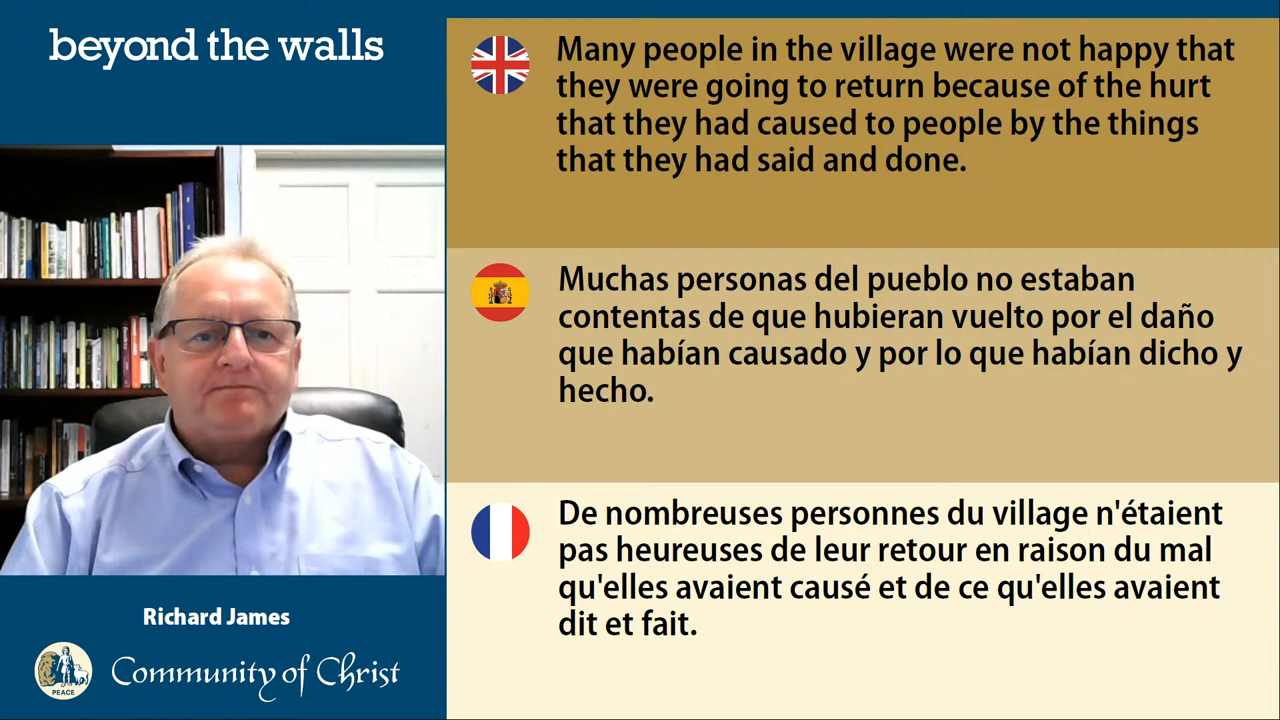 beyond the walls
Many people in the village were not happy that
they were going to return because of the hurt
that they had caused to people by the things
that they had said and done.
Muchas personas del pueblo no estaban
contentas de que hubieran vuelto por el daño
que habían causado y por lo que habían dicho y
hecho.
De nombreuses personnes du village n'étaient
pas heureuses de leur retour en raison du mal
qu'elles avaient causé et de ce qu'elles avaient
dit et fait.
Richard James
PEACE
Community of Christ